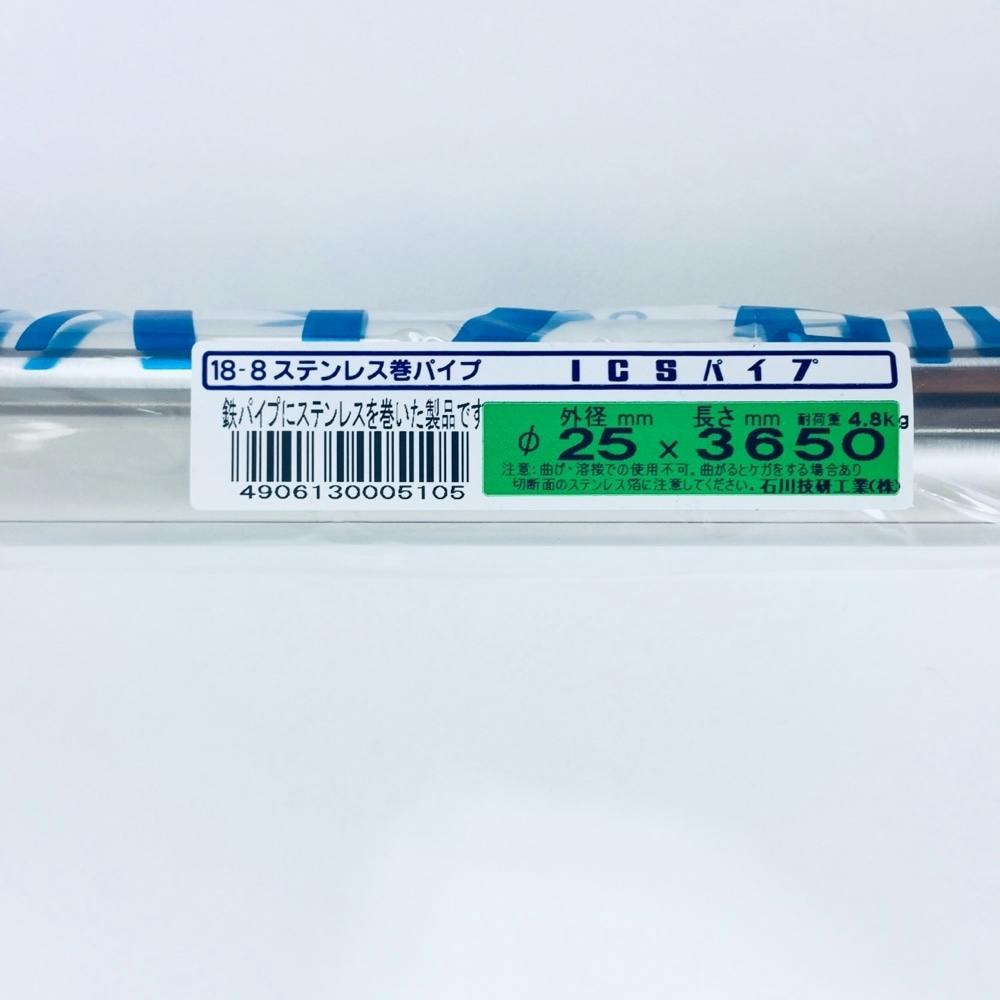 18-8ステンレス巻パイプ ICSパイプ
鉄パイプにステンレスを巻いた製品です
外径 mm 長さ mm 耐荷重 4.8kg
φ 25 × 3650
注意:曲げ・溶接での使用不可。曲がるとケガをする場合あり
切断面のステンレス箔に注意してください。石川技研工業(株)
4906130005105